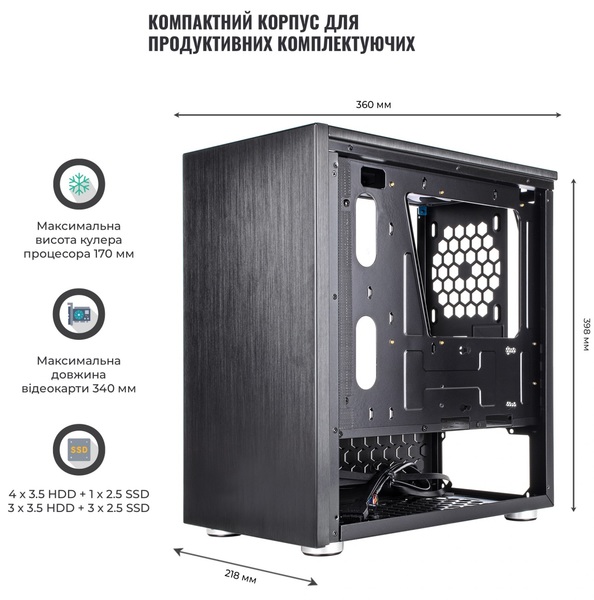 КОМПАКТНИЙ КОРПУС ДЛЯ
ПРОДУКТИВНИХ КОМПЛЕКТУЮЧИХ
360 мм
Максимальна
висота кулера
процесора 170 мм
398 мм
Максимальна
довжина
відеокарти 340 мм
SSD
4 x 3.5 HDD + 1 x 2.5 SSD
3 x 3.5 HDD + 3 x 2.5 SSD
218 мм